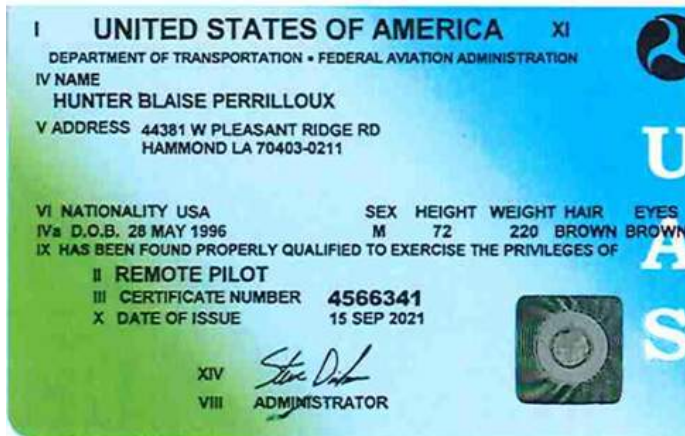 I UNITED STATES OF AMERICA XI
DEPARTMENT OF TRANSPORTATION • FEDERAL AVIATION ADMINISTRATION
IV NAME
HUNTER BLAISE PERRILLOUX
V ADDRESS 44381 W PLEASANT RIDGE RD
HAMMOND LA 70403-0211
VI NATIONALITY USA SEX HEIGHT WEIGHT HAIR EYES
IVa D.O.B. 28 MAY 1996 M 72 220 BROWN BROWN
IX HAS BEEN FOUND PROPERLY QUALIFIED TO EXERCISE THE PRIVILEGES OF
II REMOTE PILOT
III CERTIFICATE NUMBER 4566341
X DATE OF ISSUE 15 SEP 2021
XIV
VIII ADMINISTRATOR
UAS